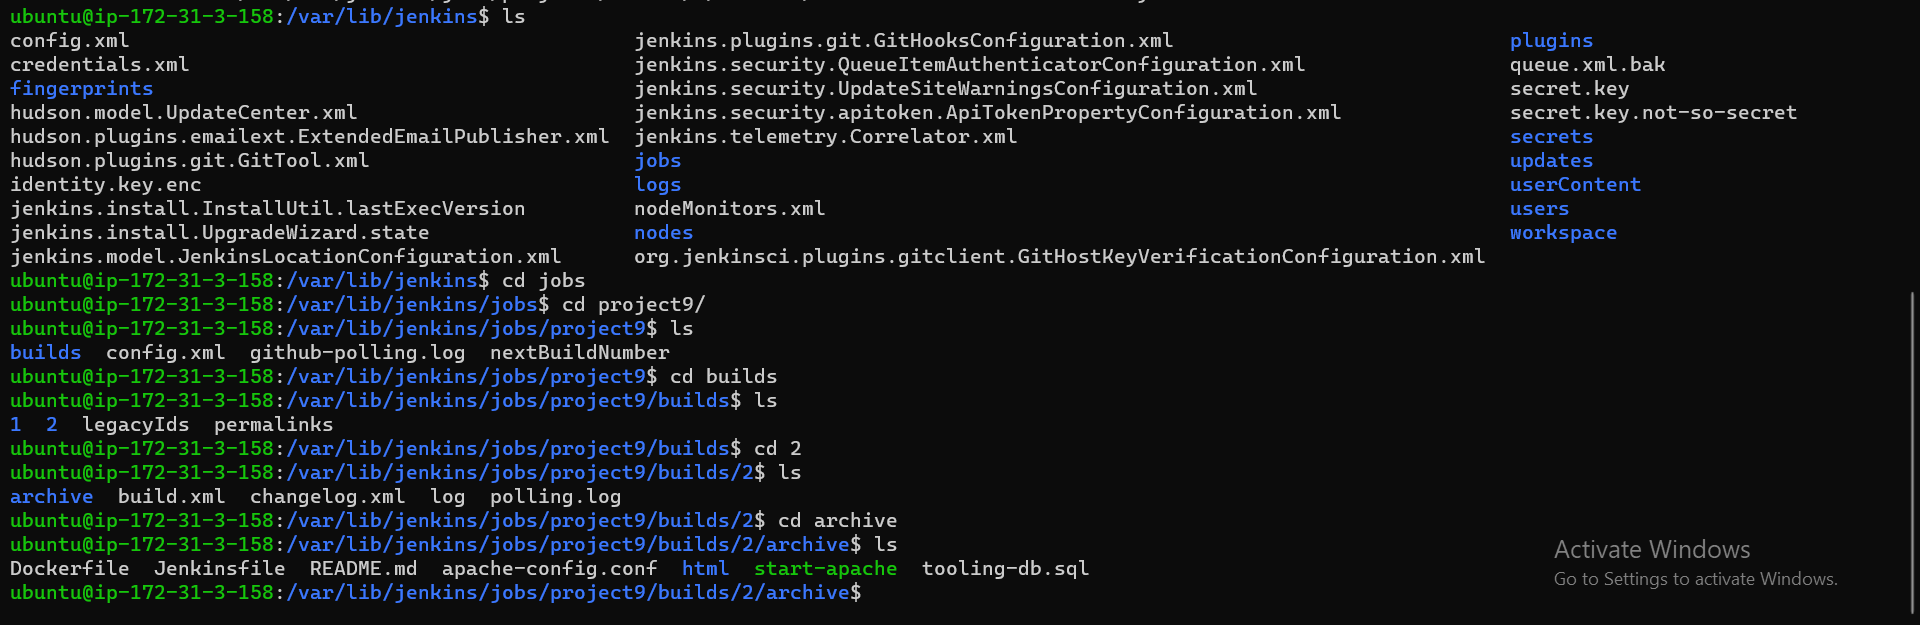 ubuntu@ip-172-31-3-158:/var/lib/jenkins$ ls
config.xml jenkins.plugins.git.GitHooksConfiguration.xml plugins
credentials.xml jenkins.security.QueueItemAuthenticatorConfiguration.xml queue.xml.bak
fingerprints jenkins.security.UpdateSiteWarningsConfiguration.xml secret.key
hudson.model.UpdateCenter.xml jenkins.security.apitoken.ApiTokenPropertyConfiguration.xml secret.key.not-so-secret
hudson.plugins.emailext.ExtendedEmailPublisher.xml jenkins.telemetry.Correlator.xml secrets
hudson.plugins.git.GitTool.xml jobs updates
identity.key.enc logs userContent
jenkins.install.InstallUtil.lastExecVersion nodeMonitors.xml users
jenkins.install.UpgradeWizard.state nodes workspace
jenkins.model.JenkinsLocationConfiguration.xml org.jenkinsci.plugins.gitclient.GitHostKeyVerificationConfiguration.xml
ubuntu@ip-172-31-3-158:/var/lib/jenkins$ cd jobs
ubuntu@ip-172-31-3-158:/var/lib/jenkins/jobs$ cd project9/
ubuntu@ip-172-31-3-158:/var/lib/jenkins/jobs/project9$ ls
builds config.xml github-polling.log nextBuildNumber
ubuntu@ip-172-31-3-158:/var/lib/jenkins/jobs/project9$ cd builds
ubuntu@ip-172-31-3-158:/var/lib/jenkins/jobs/project9/builds$ ls
1 2 legacyIds permalinks
ubuntu@ip-172-31-3-158:/var/lib/jenkins/jobs/project9/builds$ cd 2
ubuntu@ip-172-31-3-158:/var/lib/jenkins/jobs/project9/builds/2$ ls
archive build.xml changelog.xml log polling.log
ubuntu@ip-172-31-3-158:/var/lib/jenkins/jobs/project9/builds/2$ cd archive
ubuntu@ip-172-31-3-158:/var/lib/jenkins/jobs/project9/builds/2/archive$ ls
Dockerfile Jenkinsfile README.md apache-config.conf html start-apache tooling-db.sql
ubuntu@ip-172-31-3-158:/var/lib/jenkins/jobs/project9/builds/2/archive$
Activate Windows
Go to Settings to activate Windows.